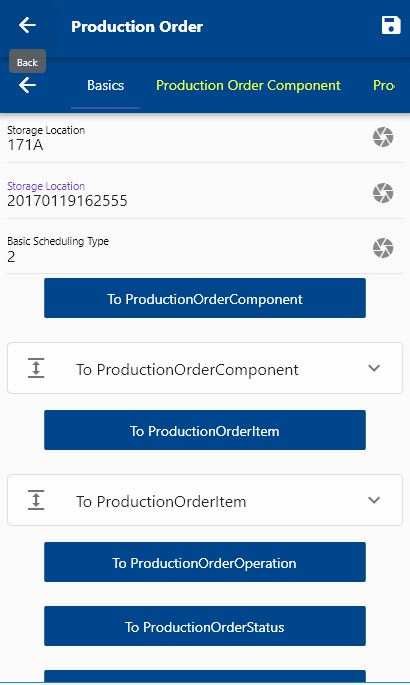 Production Order
Back
Basics
Production Order Component
Pro
Storage Location
171A
Storage Location
20170119162555
Basic Scheduling Type
2
To ProductionOrderComponent
To ProductionOrderComponent
To ProductionOrderItem
To ProductionOrderItem
To ProductionOrderOperation
To ProductionOrderStatus